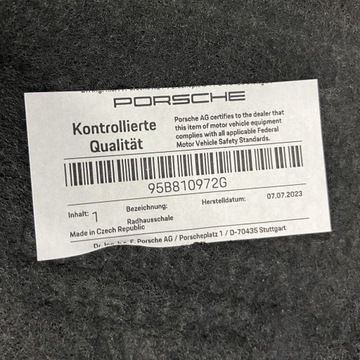 PORSCHE
Kontrollierte
Qualität
Porsche AG certifies to the dealer that
this item of motor vehicle equipment
complies with all applicable Federal
Motor Vehicle Safety Standards.
95B810972G
Inhalt: 1 Bezeichnung: Herstelldatum: 07.07.2023
Radhausschale
Made in Czech Republic
Dr. Ing. h.c. F. Porsche AG / Porscheplatz 1 / D-70435 Stuttgart